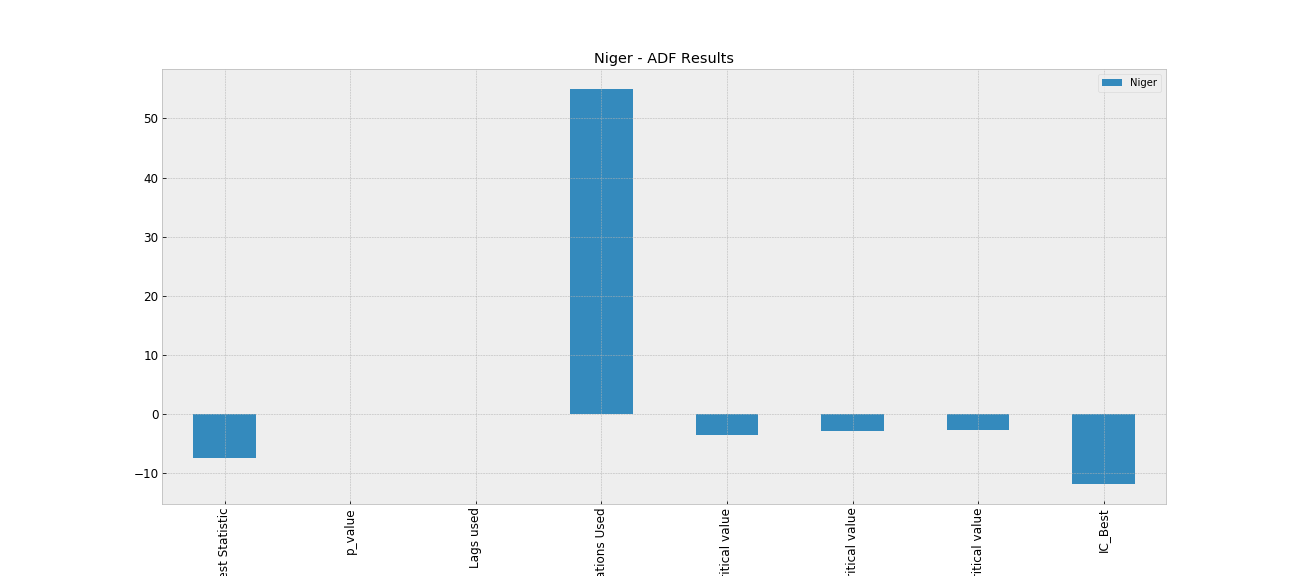 Niger - ADF Results
Niger
50
40
30
20
10
0
−10
est Statistic
p_value
Lags used
ations Used
ritical value
ritical value
ritical value
IC_Best